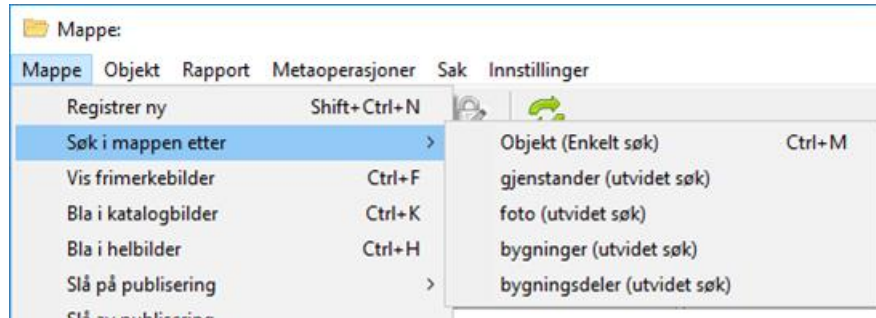 Mappe:
Mappe Objekt Rapport Metaoperasjoner Sak Innstillinger
Registrer ny Shift+Ctrl+N
Søk i mappen etter >
Objekt (Enkelt søk) Ctrl+M
gjenstander (utvidet søk)
foto (utvidet søk)
bygninger (utvidet søk)
bygningsdeler (utvidet søk)
Vis frimerkebilder Ctrl+F
Bla i katalogbilder Ctrl+K
Bla i helbilder Ctrl+H
Slå på publisering >